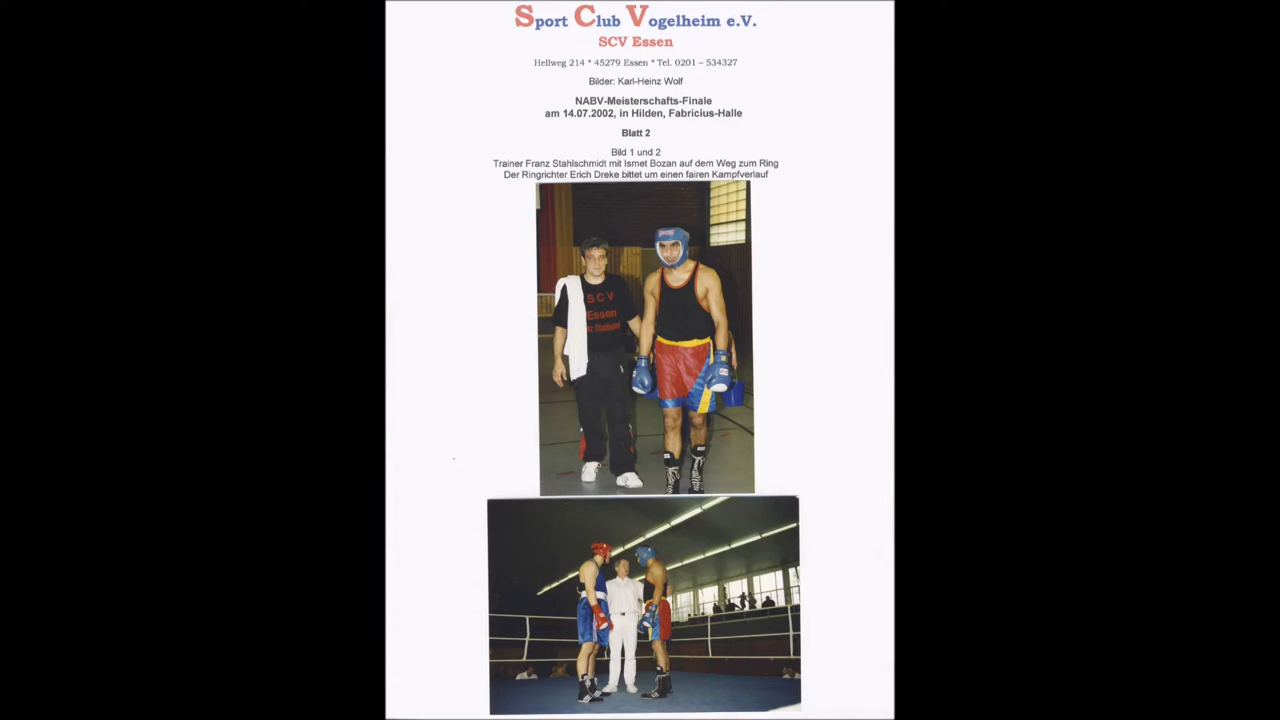 Sport Club Vogelheim e.V.
SCV Essen
Hellweg 214 * 45279 Essen * Tel. 0201 – 534327
Bilder: Karl-Heinz Wolf
NABV-Meisterschafts-Finale
am 14.07.2002, in Hilden, Fabricius-Halle
Blatt 2
Bild 1 und 2
Trainer Franz Stahlschmidt mit Ismet Bozan auf dem Weg zum Ring
Der Ringrichter Erich Dreke bittet um einen fairen Kampfverlauf
SCV
Essen